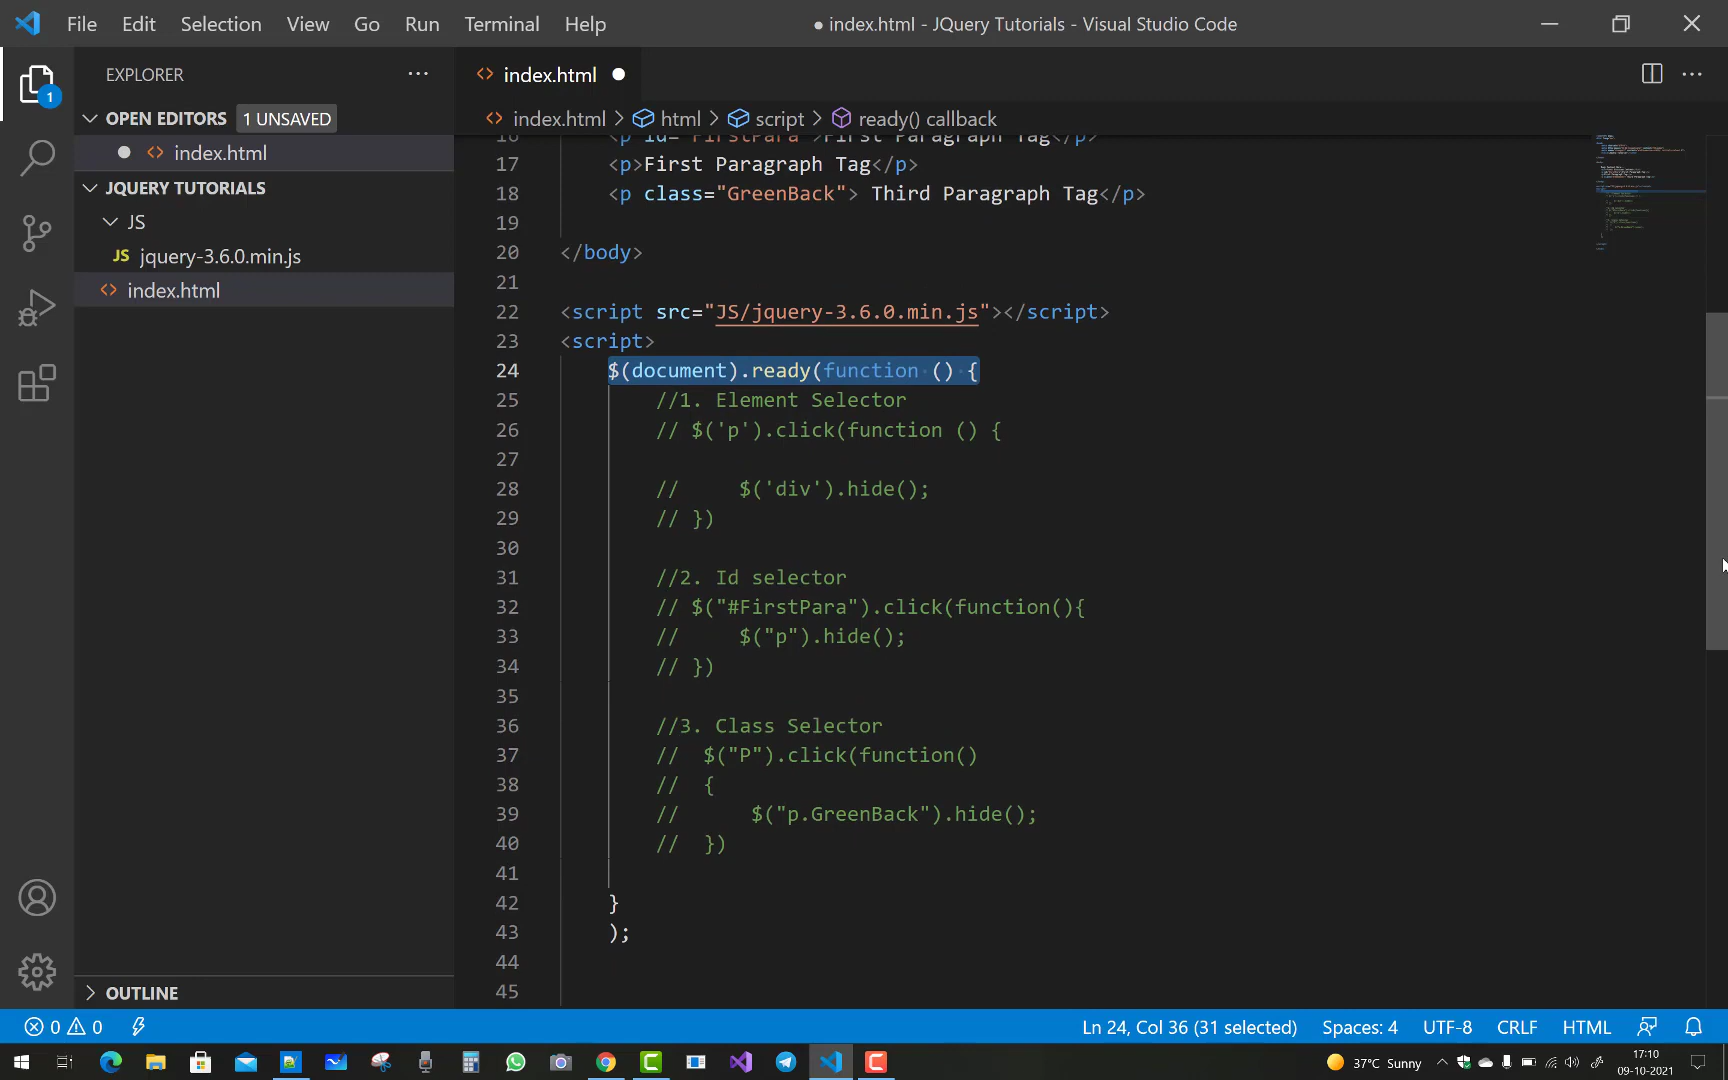 File Edit Selection View Go Run Terminal Help
● index.html - JQuery Tutorials - Visual Studio Code
EXPLORER
index.html
1
OPEN EDITORS 1 UNSAVED
index.html > html > script > ready() callback
index.html
JQUERY TUTORIALS
JS
JS jquery-3.6.0.min.js
index.html
16 <p id="FirstPara">First Paragraph Tag</p>
17 <p>First Paragraph Tag</p>
18 <p class="GreenBack"> Third Paragraph Tag</p>
19
20 </body>
21
22 <script src="JS/jquery-3.6.0.min.js"></script>
23 <script>
24 $(document).ready(function () {
25 //1. Element Selector
26 // $('p').click(function () {
27
28 // $('div').hide();
29 // })
30
31 //2. Id selector
32 // $("#FirstPara").click(function(){
33 // $("p").hide();
34 // })
35
36 //3. Class Selector
37 // $("P").click(function()
38 // {
39 // $("p.GreenBack").hide();
40 // })
41
42 }
43 );
44
45
OUTLINE
0 0
Ln 24, Col 36 (31 selected) Spaces: 4 UTF-8 CRLF HTML
37°C Sunny
17:10
09-10-2021